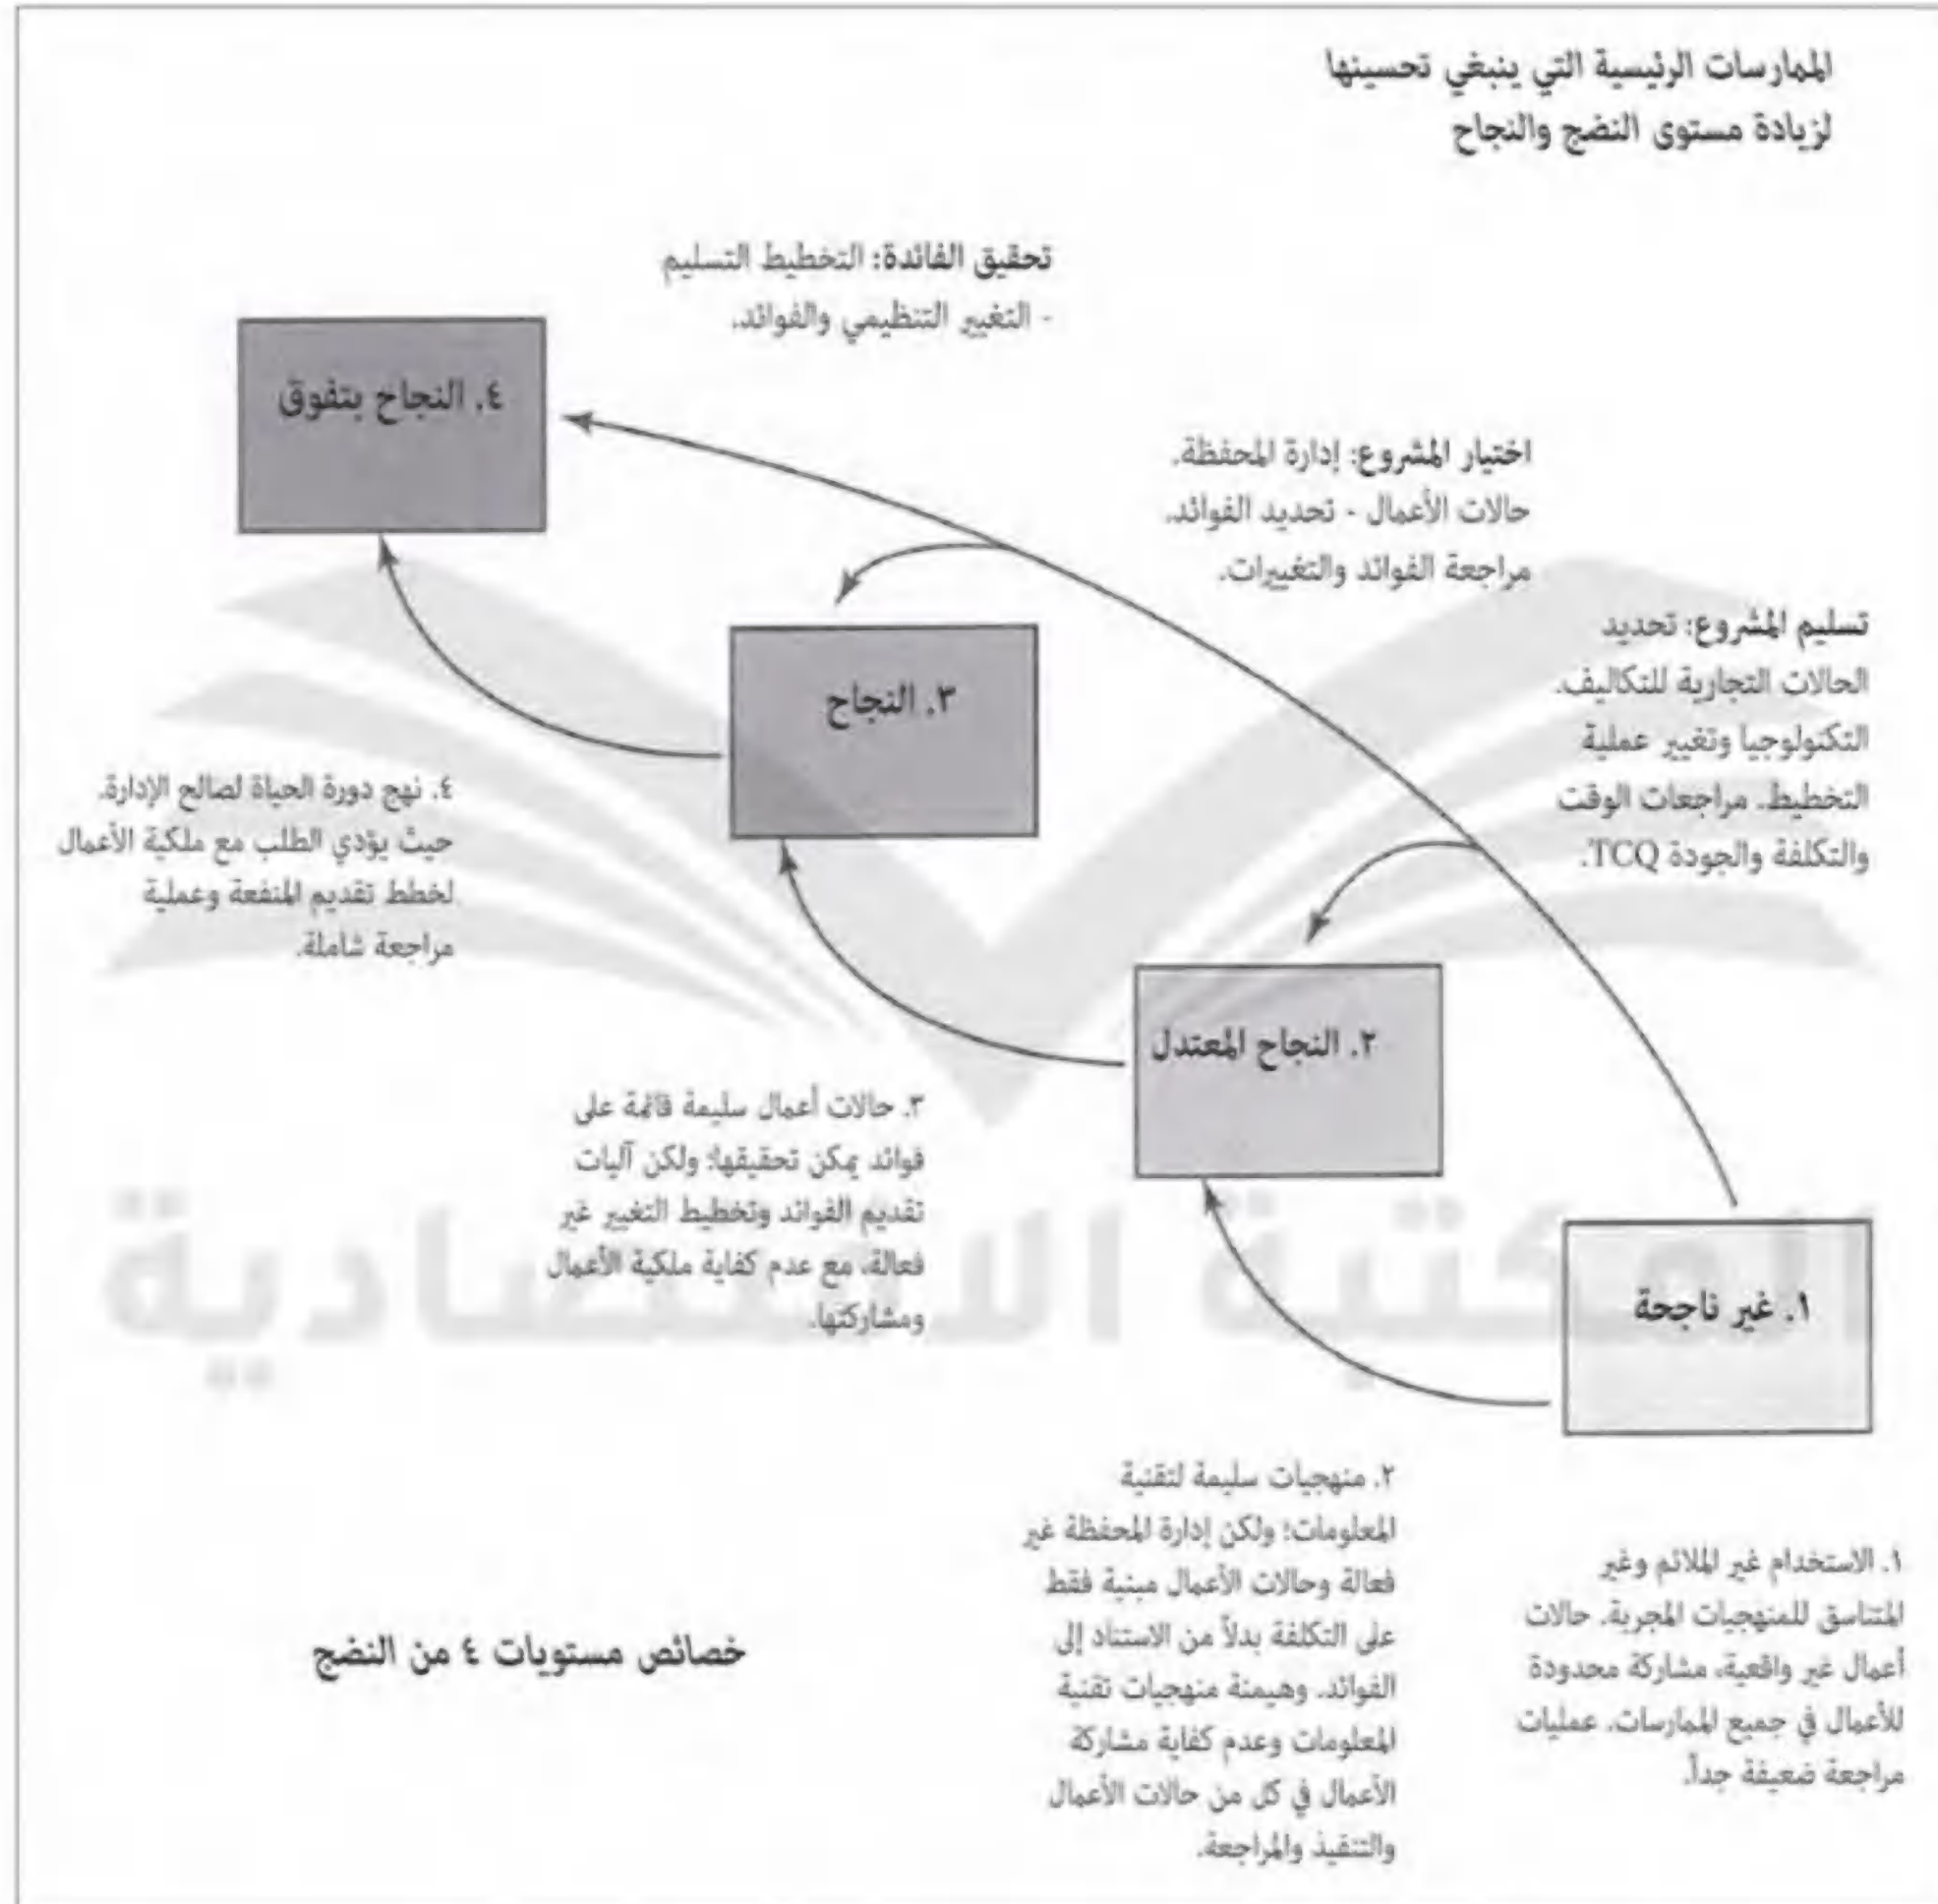 الممارسات الرئيسية التي ينبغي تحسينها
لزيادة مستوى النضج والنجاح
تحقيق الفائدة: التخطيط التسليم
- التغيير التنظيمي والفوائد.
٤. النجاح بتفوق
اختيار المشروع: إدارة المحفظة.
حالات الأعمال - تحديد الفوائد.
مراجعة الفوائد والتغييرات.
تسليم المشروع: تحديد
الحالات التجارية للتكاليف.
التكنولوجيا وتغيير عملية
التخطيط. مراجعات الوقت
والتكلفة والجودة TCQ.
٣. النجاح
٤. نهج دورة الحياة لصالح الإدارة.
حيث يؤدي الطلب مع ملكية الأعمال
لخطط تقديم المنفعة وعملية
مراجعة شاملة.
٢. النجاح المعتدل
٣. حالات أعمال سليمة قائمة على
فوائد يمكن تحقيقها؛ ولكن آليات
تقديم الفوائد وتخطيط التغيير غير
فعالة، مع عدم كفاية ملكية الأعمال
ومشاركتها.
١. غير ناجحة
٢. منهجيات سليمة لتقنية
المعلومات؛ ولكن إدارة المحفظة غير
فعالة وحالات الأعمال مبنية فقط
على التكلفة بدلاً من الاستناد إلى
الفوائد. وهيمنة منهجيات تقنية
المعلومات وعدم كفاية مشاركة
الأعمال في كل من حالات الأعمال
والتنفيذ والمراجعة.
١. الاستخدام غير الملائم وغير
المتناسق للمنهجيات المجربة. حالات
أعمال غير واقعية، مشاركة محدودة
للأعمال في جميع الممارسات. عمليات
مراجعة ضعيفة جداً.
خصائص مستويات ٤ من النضج
المكتبة الاقتصادية